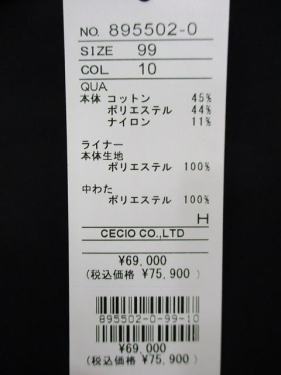 NO. 895502-0
SIZE 99
COL 10
QUA
本体 コットン 45%
ポリエステル 44%
ナイロン 11%
ライナー
本体生地
ポリエステル 100%
中わた
ポリエステル 100%
H
CECIO CO.,LTD
¥69,000
(税込価格 ¥75,900)
895502-0-99-10
¥69,000
(税込価格 ¥75,900)